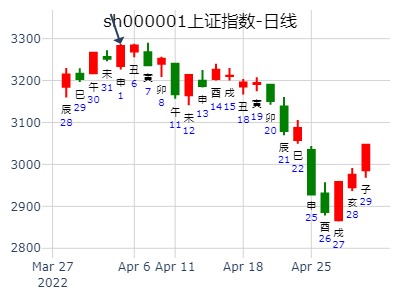 sh000001上证指数-日线
3300
3200
3100
3000
2900
2800
辰
28
巳
29
午
30
未
31
申
1
丑
6
寅
7
卯
8
午
11
未
12
申
13
酉
14
戌
15
丑
18
寅
19
卯
20
辰
21
巳
22
申
25
酉
26
戌
27
亥
28
子
29
Mar 27
2022
Apr 6
Apr 11
Apr 18
Apr 25